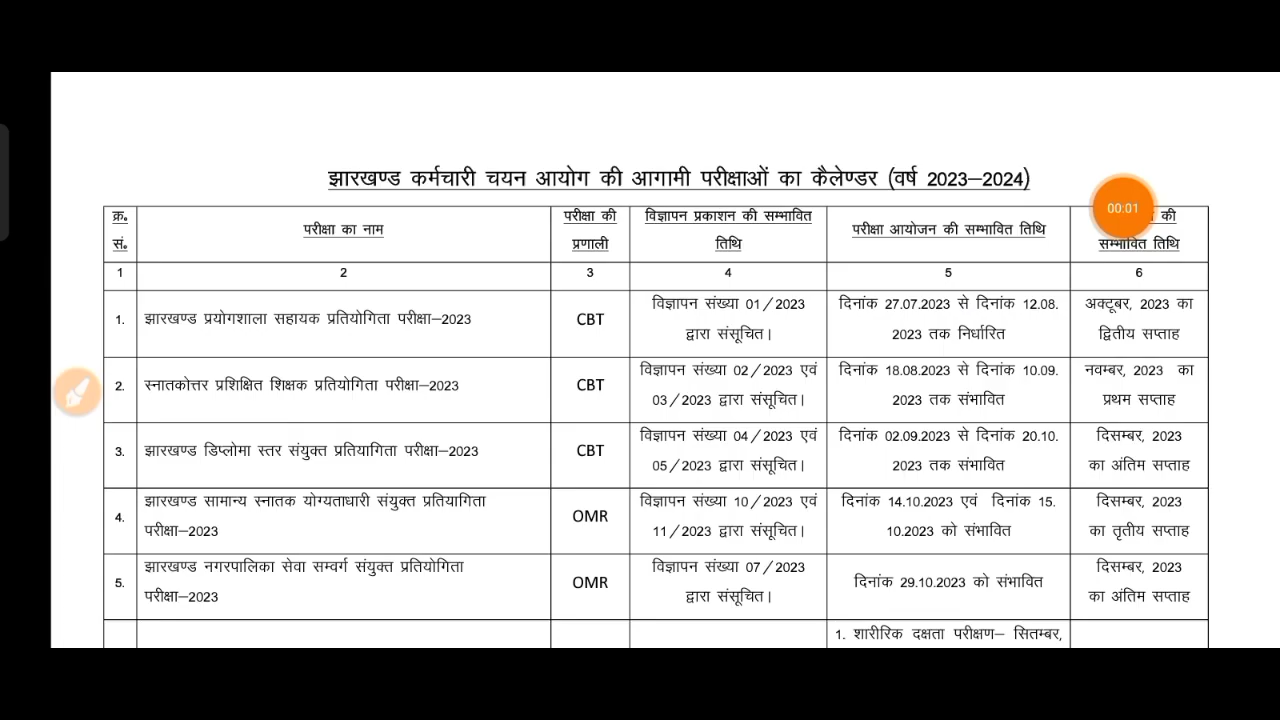 झारखण्ड कर्मचारी चयन आयोग की आगामी परीक्षाओं का कैलेण्डर (वर्ष 2023–2024)
क्र॰ सं॰ परीक्षा का नाम परीक्षा की प्रणाली विज्ञापन प्रकाशन की सम्भावित तिथि परीक्षा आयोजन की सम्भावित तिथि की सम्भावित तिथि
00:01
1 2 3 4 5 6
1. झारखण्ड प्रयोगशाला सहायक प्रतियोगिता परीक्षा–2023 CBT विज्ञापन संख्या 01/2023 द्वारा संसूचित। दिनांक 27.07.2023 से दिनांक 12.08.2023 तक निर्धारित अक्टूबर, 2023 का द्वितीय सप्ताह
2. स्नातकोत्तर प्रशिक्षित शिक्षक प्रतियोगिता परीक्षा–2023 CBT विज्ञापन संख्या 02/2023 एवं 03/2023 द्वारा संसूचित। दिनांक 18.08.2023 से दिनांक 10.09.2023 तक संभावित नवम्बर, 2023 का प्रथम सप्ताह
3. झारखण्ड डिप्लोमा स्तर संयुक्त प्रतियागिता परीक्षा–2023 CBT विज्ञापन संख्या 04/2023 एवं 05/2023 द्वारा संसूचित। दिनांक 02.09.2023 से दिनांक 20.10.2023 तक संभावित दिसम्बर, 2023 का अंतिम सप्ताह
4. झारखण्ड सामान्य स्नातक योग्यताधारी संयुक्त प्रतियागिता परीक्षा–2023 OMR विज्ञापन संख्या 10/2023 एवं 11/2023 द्वारा संसूचित। दिनांक 14.10.2023 एवं दिनांक 15.10.2023 को संभावित दिसम्बर, 2023 का तृतीय सप्ताह
5. झारखण्ड नगरपालिका सेवा सम्वर्ग संयुक्त प्रतियोगिता परीक्षा–2023 OMR विज्ञापन संख्या 07/2023 द्वारा संसूचित। दिनांक 29.10.2023 को संभावित दिसम्बर, 2023 का अंतिम सप्ताह
1. शारीरिक दक्षता परीक्षण– सितम्बर,